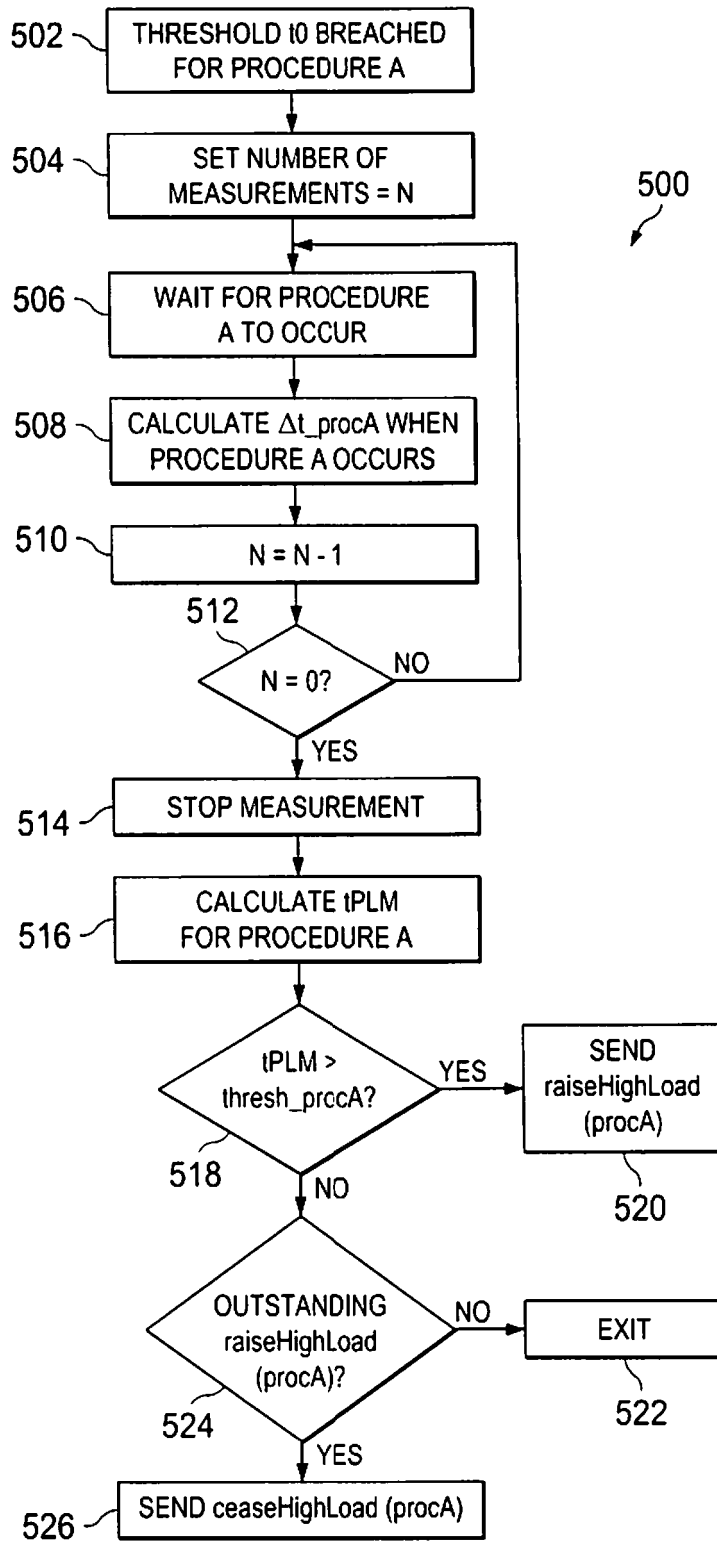 502
THRESHOLD t0 BREACHED
FOR PROCEDURE A
504
SET NUMBER OF
MEASUREMENTS = N
500
506
WAIT FOR PROCEDURE
A TO OCCUR
508
CALCULATE Δt_procA WHEN
PROCEDURE A OCCURS
510
N = N - 1
512
N = 0?
NO
YES
514
STOP MEASUREMENT
516
CALCULATE tPLM
FOR PROCEDURE A
tPLM >
thresh_procA?
YES
518
NO
SEND
raiseHighLoad
(procA)
520
OUTSTANDING
raiseHighLoad
(procA)?
NO
EXIT
522
524
YES
526
SEND ceaseHighLoad (procA)